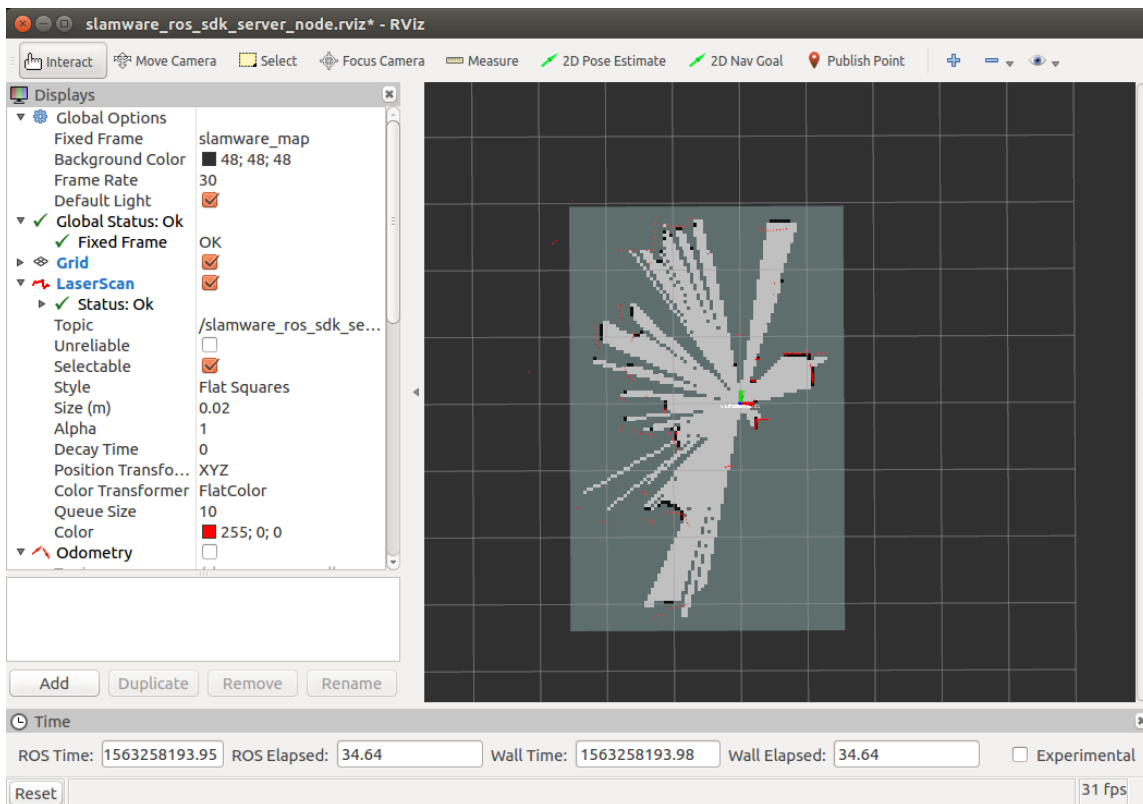 slamware_ros_sdk_server_node.rviz* - RViz
Interact Move Camera Select Focus Camera Measure 2D Pose Estimate 2D Nav Goal Publish Point
Displays
Global Options
Fixed Frame slamware_map
Background Color 48; 48; 48
Frame Rate 30
Default Light
Global Status: Ok
Fixed Frame OK
Grid
LaserScan
Status: Ok
Topic /slamware_ros_sdk_se...
Unreliable
Selectable
Style Flat Squares
Size (m) 0.02
Alpha 1
Decay Time 0
Position Transfo... XYZ
Color Transformer FlatColor
Queue Size 10
Color 255; 0; 0
Odometry
Add Duplicate Remove Rename
Time
ROS Time: 1563258193.95 ROS Elapsed: 34.64 Wall Time: 1563258193.98 Wall Elapsed: 34.64 Experimental
Reset 31 fps